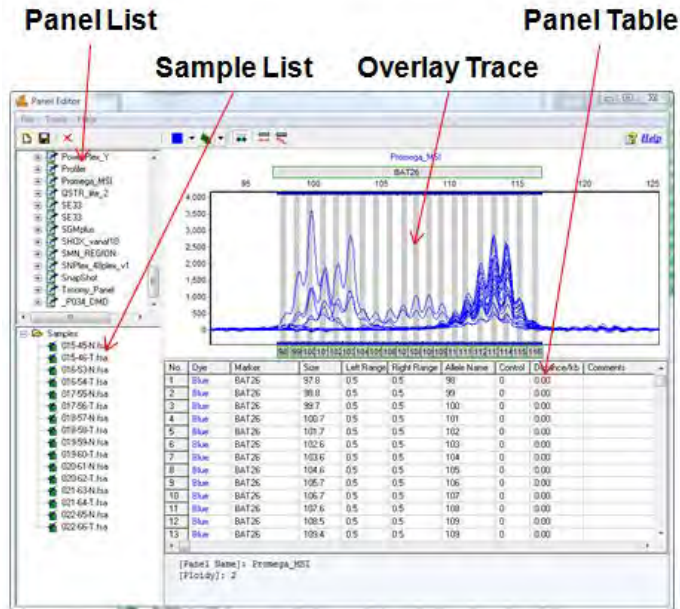 Panel List
Panel Table
Sample List
Overlay Trace
Panel Editor
File Tools Help
Help
PowerPlex_Y
Profiler
Promega_MSI
QSTR_lite_2
SE33
SE33
SGMplus
SHOX_vanaf18
SMN_REGION
SNPlex_48plex_v1
SnapShot
Trisomy_Panel
_P034_DMD
Promega_MSI
BAT26
95 100 105 110 115 120 125
4,000
3,500
3,000
2,500
2,000
1,500
1,000
500
0
Samples
015-45-N.fsa
015-46-T.fsa
016-53-N.fsa
016-54-T.fsa
017-55-N.fsa
017-56-T.fsa
018-57-N.fsa
018-58-T.fsa
019-59-N.fsa
019-60-T.fsa
020-61-N.fsa
020-62-T.fsa
021-63-N.fsa
021-64-T.fsa
022-65-N.fsa
022-66-T.fsa
No. Dye Marker Size Left Range Right Range Allele Name Control Distance/kb Comments
1 Blue BAT26 97.8 0.5 0.5 98 0 0.00
2 Blue BAT26 98.8 0.5 0.5 99 0 0.00
3 Blue BAT26 99.7 0.5 0.5 100 0 0.00
4 Blue BAT26 100.7 0.5 0.5 101 0 0.00
5 Blue BAT26 101.7 0.5 0.5 102 0 0.00
6 Blue BAT26 102.6 0.5 0.5 103 0 0.00
7 Blue BAT26 103.6 0.5 0.5 104 0 0.00
8 Blue BAT26 104.6 0.5 0.5 105 0 0.00
9 Blue BAT26 105.7 0.5 0.5 106 0 0.00
10 Blue BAT26 106.7 0.5 0.5 107 0 0.00
11 Blue BAT26 107.6 0.5 0.5 108 0 0.00
12 Blue BAT26 108.5 0.5 0.5 109 0 0.00
13 Blue BAT26 109.4 0.5 0.5 109 0 0.00
[Panel Name]: Promega_MSI
[Ploidy]: 2